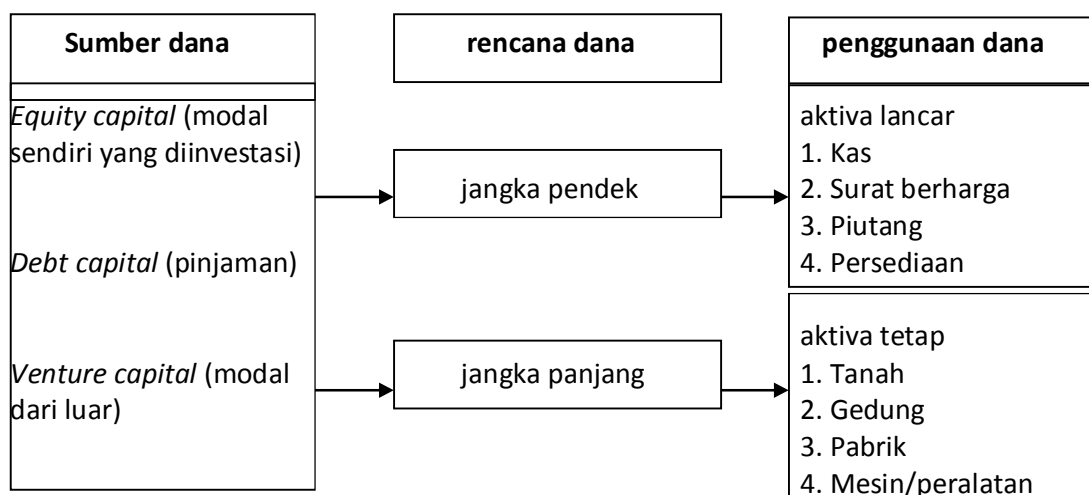 Sumber dana
rencana dana
penggunaan dana
Equity capital (modal
sendiri yang diinvestasi)
Debt capital (pinjaman)
Venture capital (modal
dari luar)
jangka pendek
jangka panjang
aktiva lancar
1. Kas
2. Surat berharga
3. Piutang
4. Persediaan
aktiva tetap
1. Tanah
2. Gedung
3. Pabrik
4. Mesin/peralatan